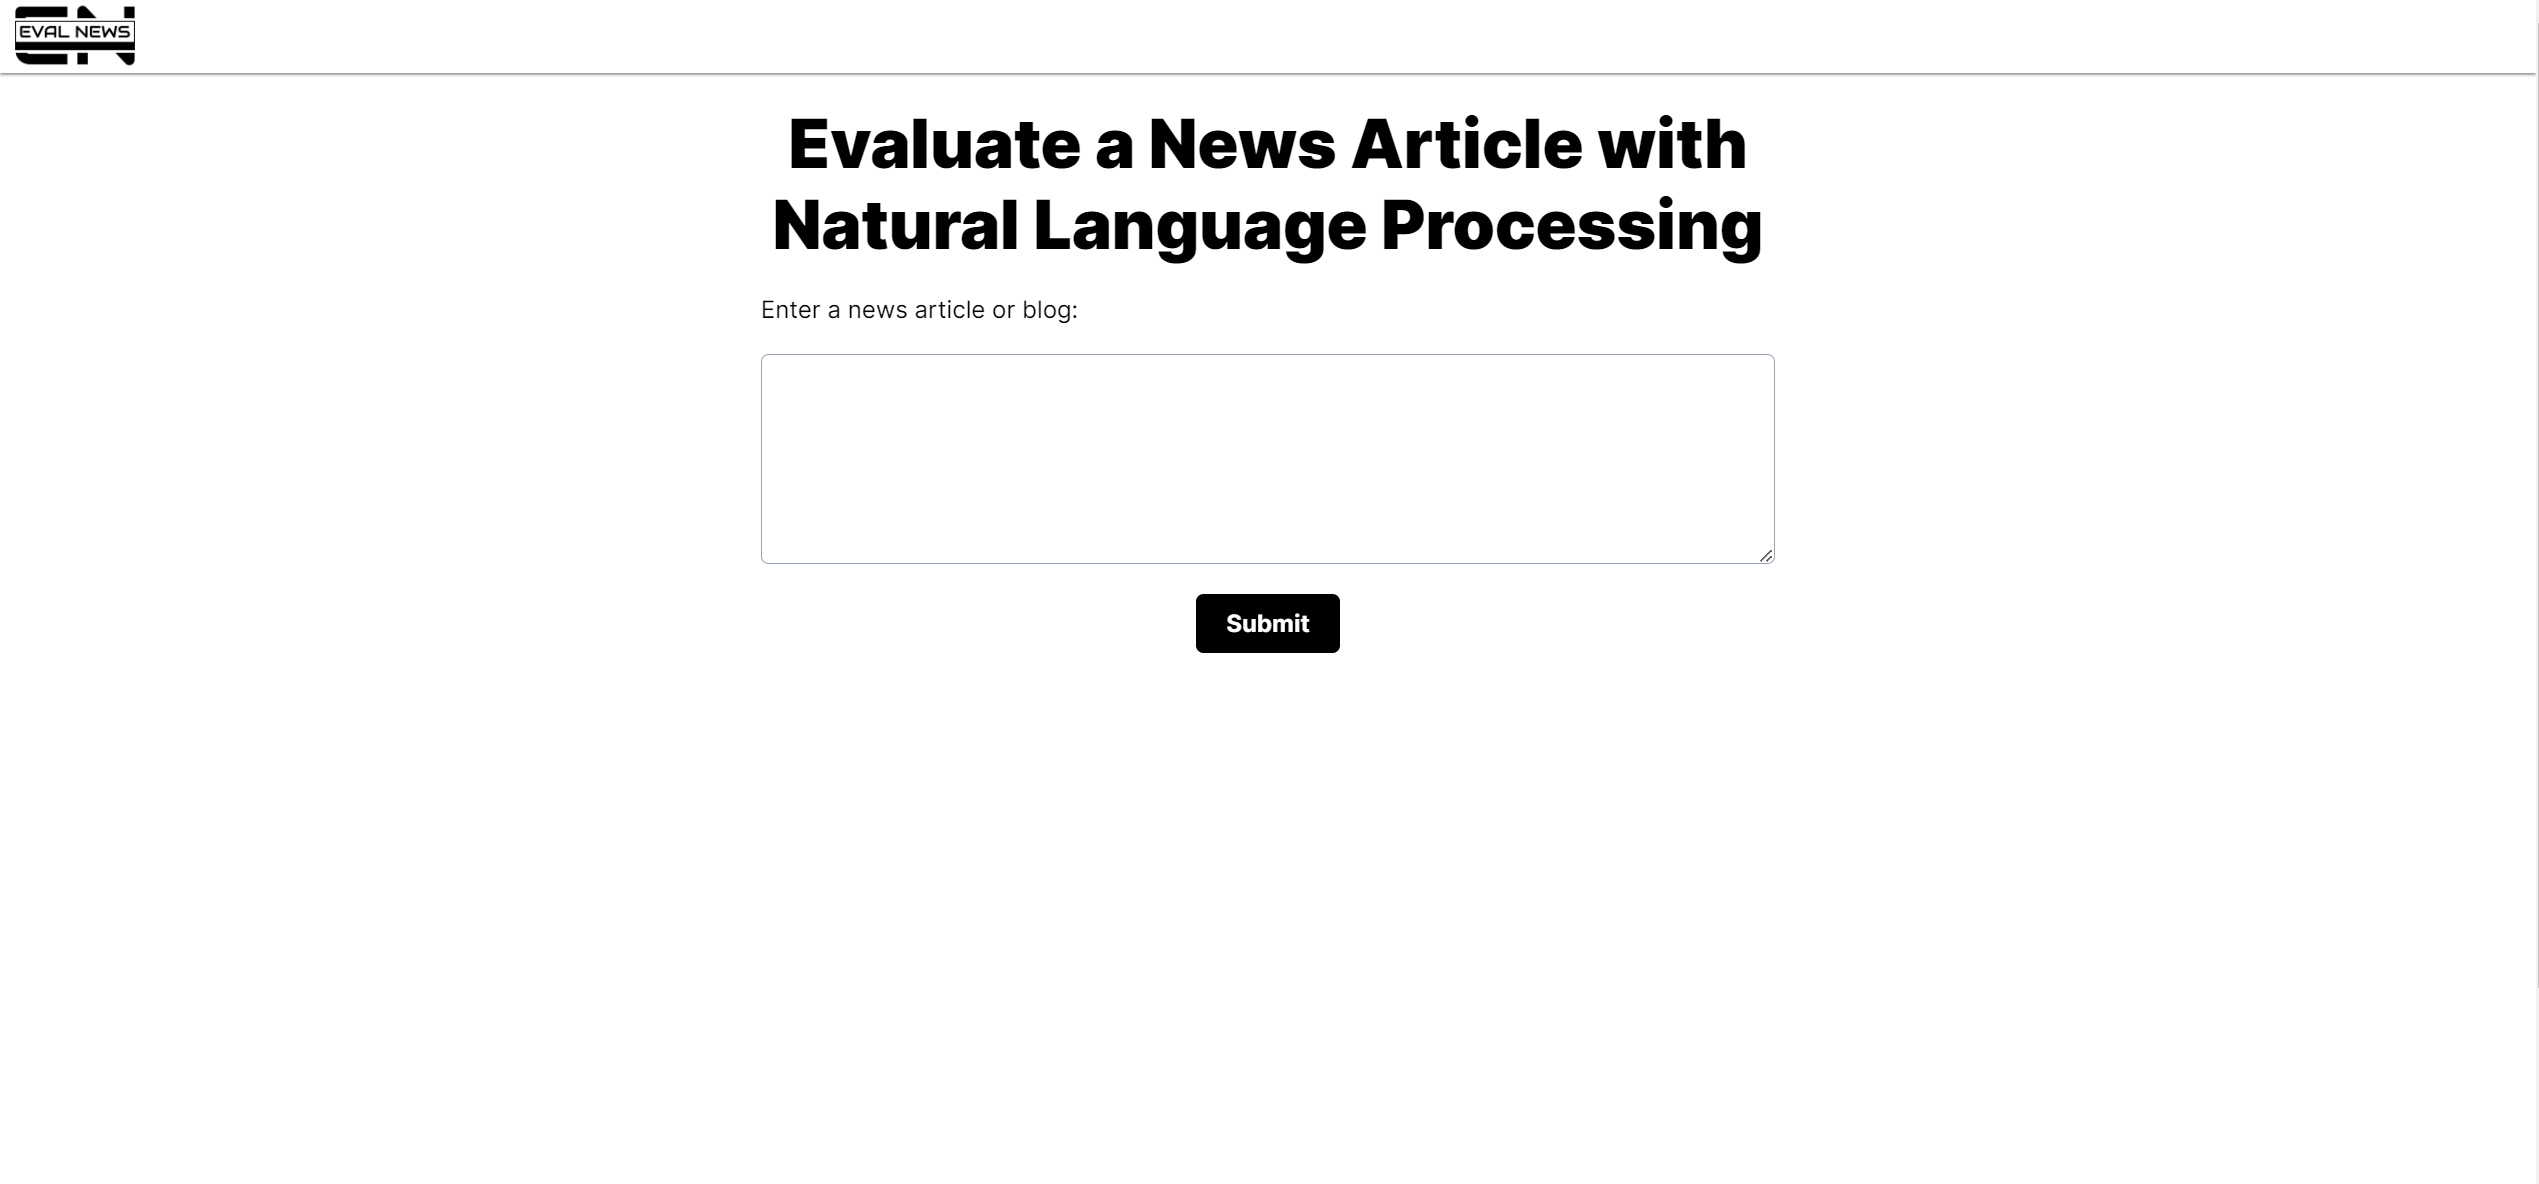 EVAL NEWS
Evaluate a News Article with
Natural Language Processing
Enter a news article or blog:
Submit